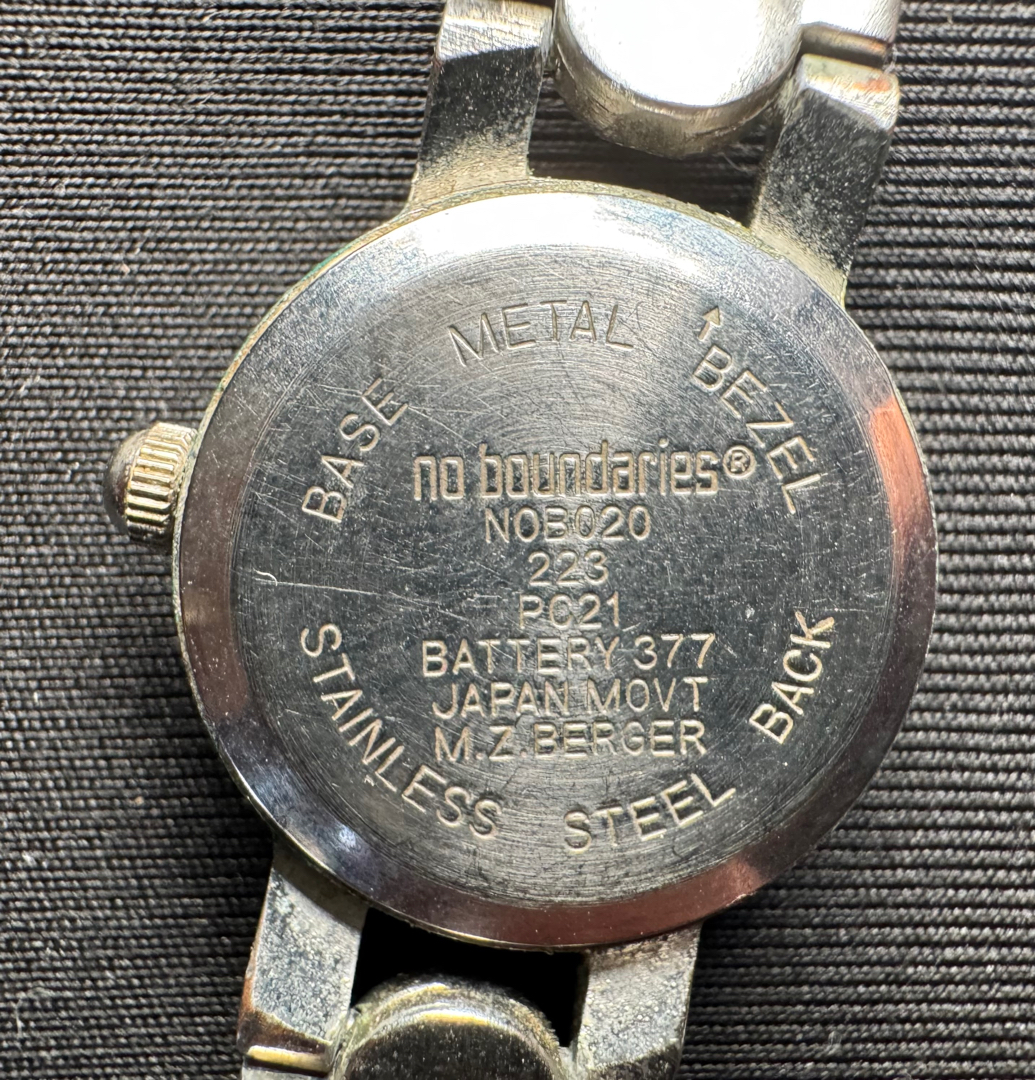 BASE METAL BEZEL
no boundaries®
NOB020
223
PC21
BATTERY 377
JAPAN MOVT
M.Z.BERGER
STAINLESS STEEL BACK